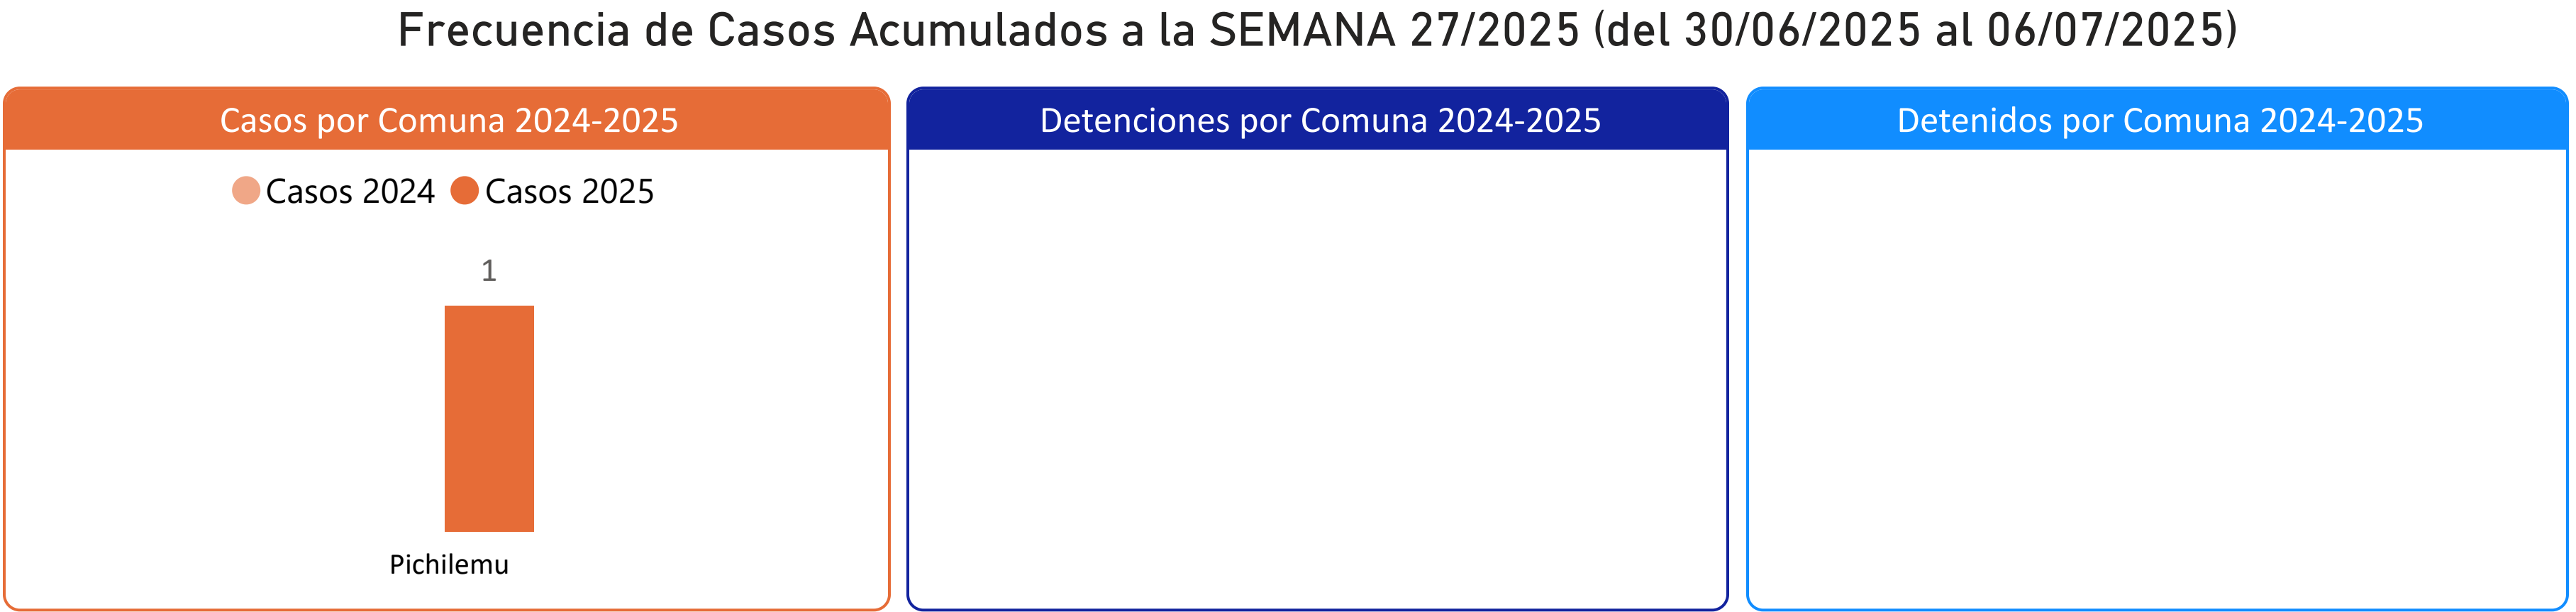 Frecuencia de Casos Acumulados a la SEMANA 27/2025 (del 30/06/2025 al 06/07/2025)
Casos por Comuna 2024-2025
Casos 2024 Casos 2025
1
Pichilemu
Detenciones por Comuna 2024-2025
Detenidos por Comuna 2024-2025